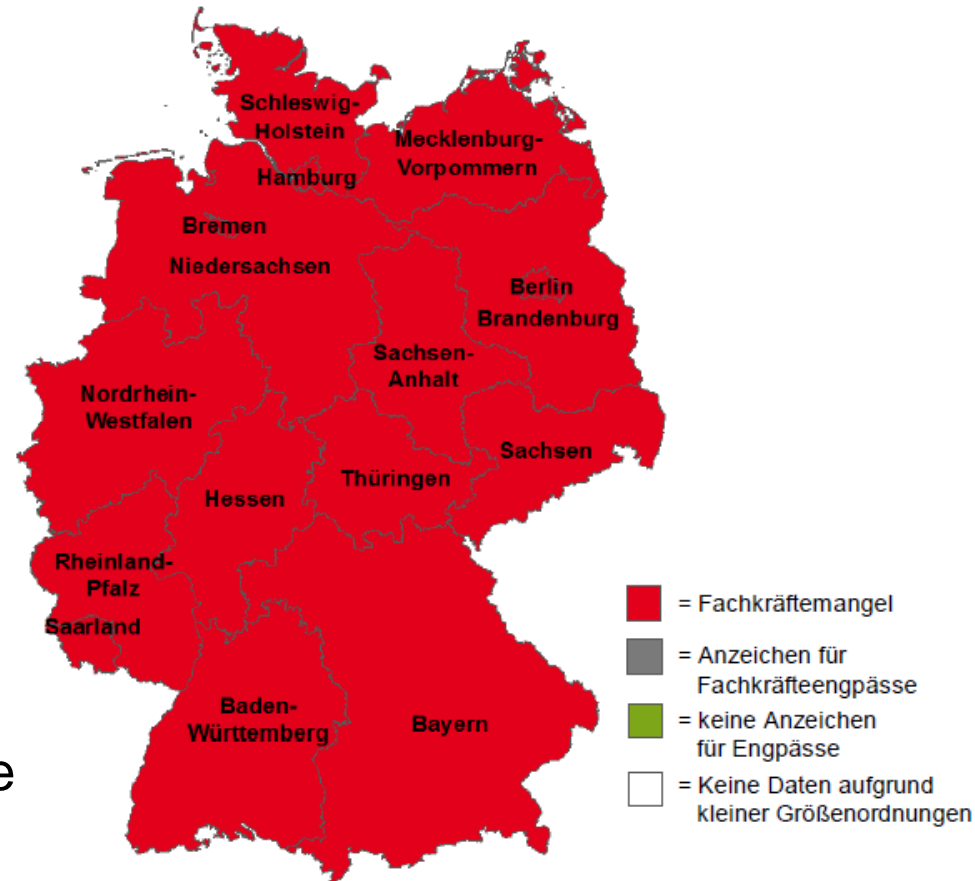 Schleswig-
Holstein
Mecklenburg-
Vorpommern
Hamburg
Bremen
Niedersachsen
Berlin
Brandenburg
Sachsen-
Anhalt
Nordrhein-
Westfalen
Sachsen
Thüringen
Hessen
Rheinland-
Pfalz
Saarland
Baden-
Württemberg
Bayern
e
= Fachkräftemangel
= Anzeichen für
Fachkräfteengpässe
= keine Anzeichen
für Engpässe
= Keine Daten aufgrund
kleiner Größenordnungen